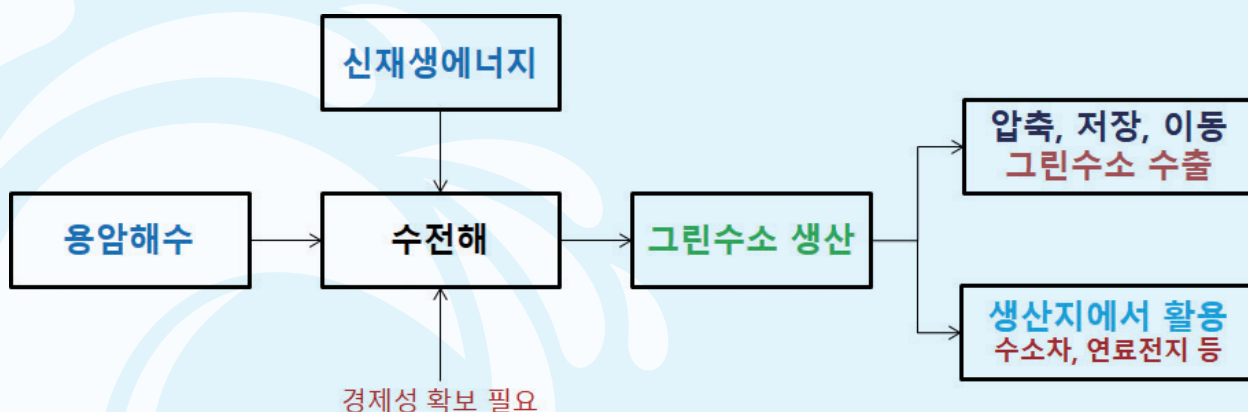 신재생에너지
용암해수
수전해
그린수소 생산
압축, 저장, 이동
그린수소 수출
생산지에서 활용
수소차, 연료전지 등
경제성 확보 필요